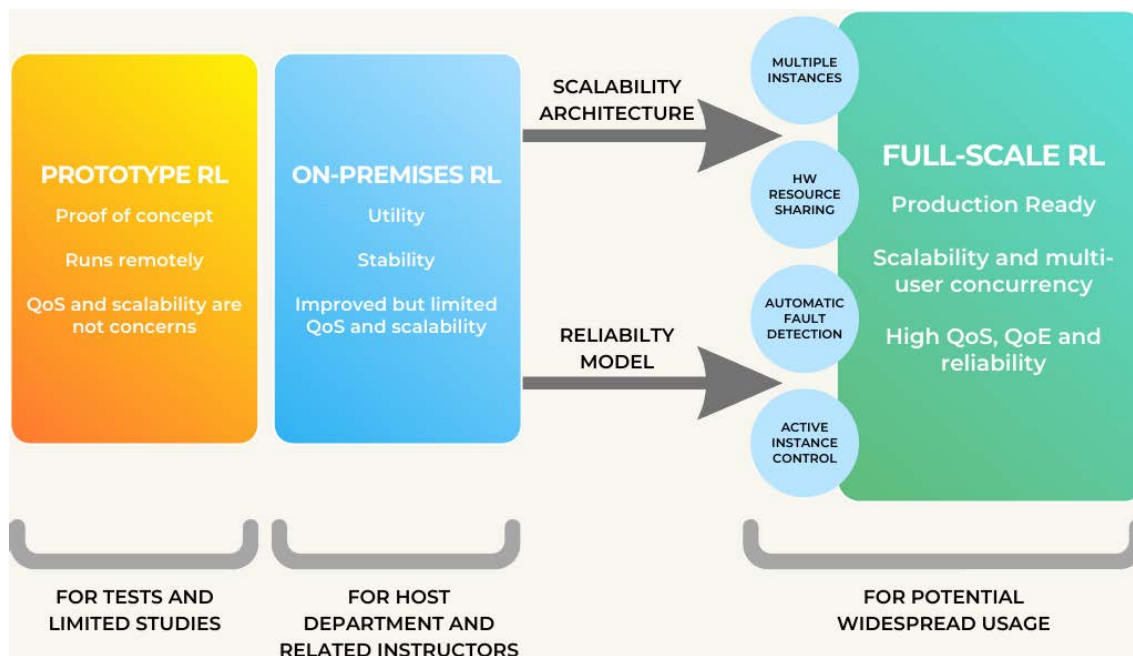 PROTOTYPE RL
Proof of concept
Runs remotely
QoS and scalability are
not concerns
ON-PREMISES RL
Utility
Stability
Improved but limited
QoS and scalability
SCALABILITY
ARCHITECTURE
RELIABILTY
MODEL
MULTIPLE
INSTANCES
HW
RESOURCE
SHARING
AUTOMATIC
FAULT
DETECTION
ACTIVE
INSTANCE
CONTROL
FULL-SCALE RL
Production Ready
Scalability and multi-
user concurrency
High QoS, QoE and
reliability
FOR TESTS AND
LIMITED STUDIES
FOR HOST
DEPARTMENT AND
RELATED INSTRUCTORS
FOR POTENTIAL
WIDESPREAD USAGE